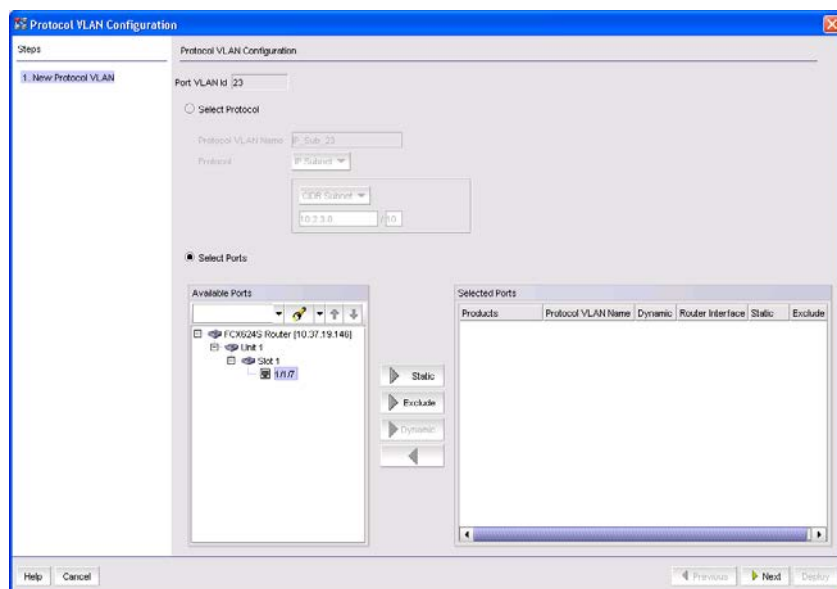 Protocol VLAN Configuration
Steps
1. New Protocol VLAN
Protocol VLAN Configuration
Port VLAN Id 23
Select Protocol
Protocol VLAN Name IP_Sub_23
Protocol IP Subnet
CIDR Subnet
10.2.3.0 / 10
Select Ports
Available Ports
FCX624S Router [10.37.19.146]
Unit 1
Slot 1
1/1/7
Static
Exclude
Dynamic
Selected Ports
Products Protocol VLAN Name Dynamic Router Interface Static Exclude
Help Cancel Previous Next Deploy